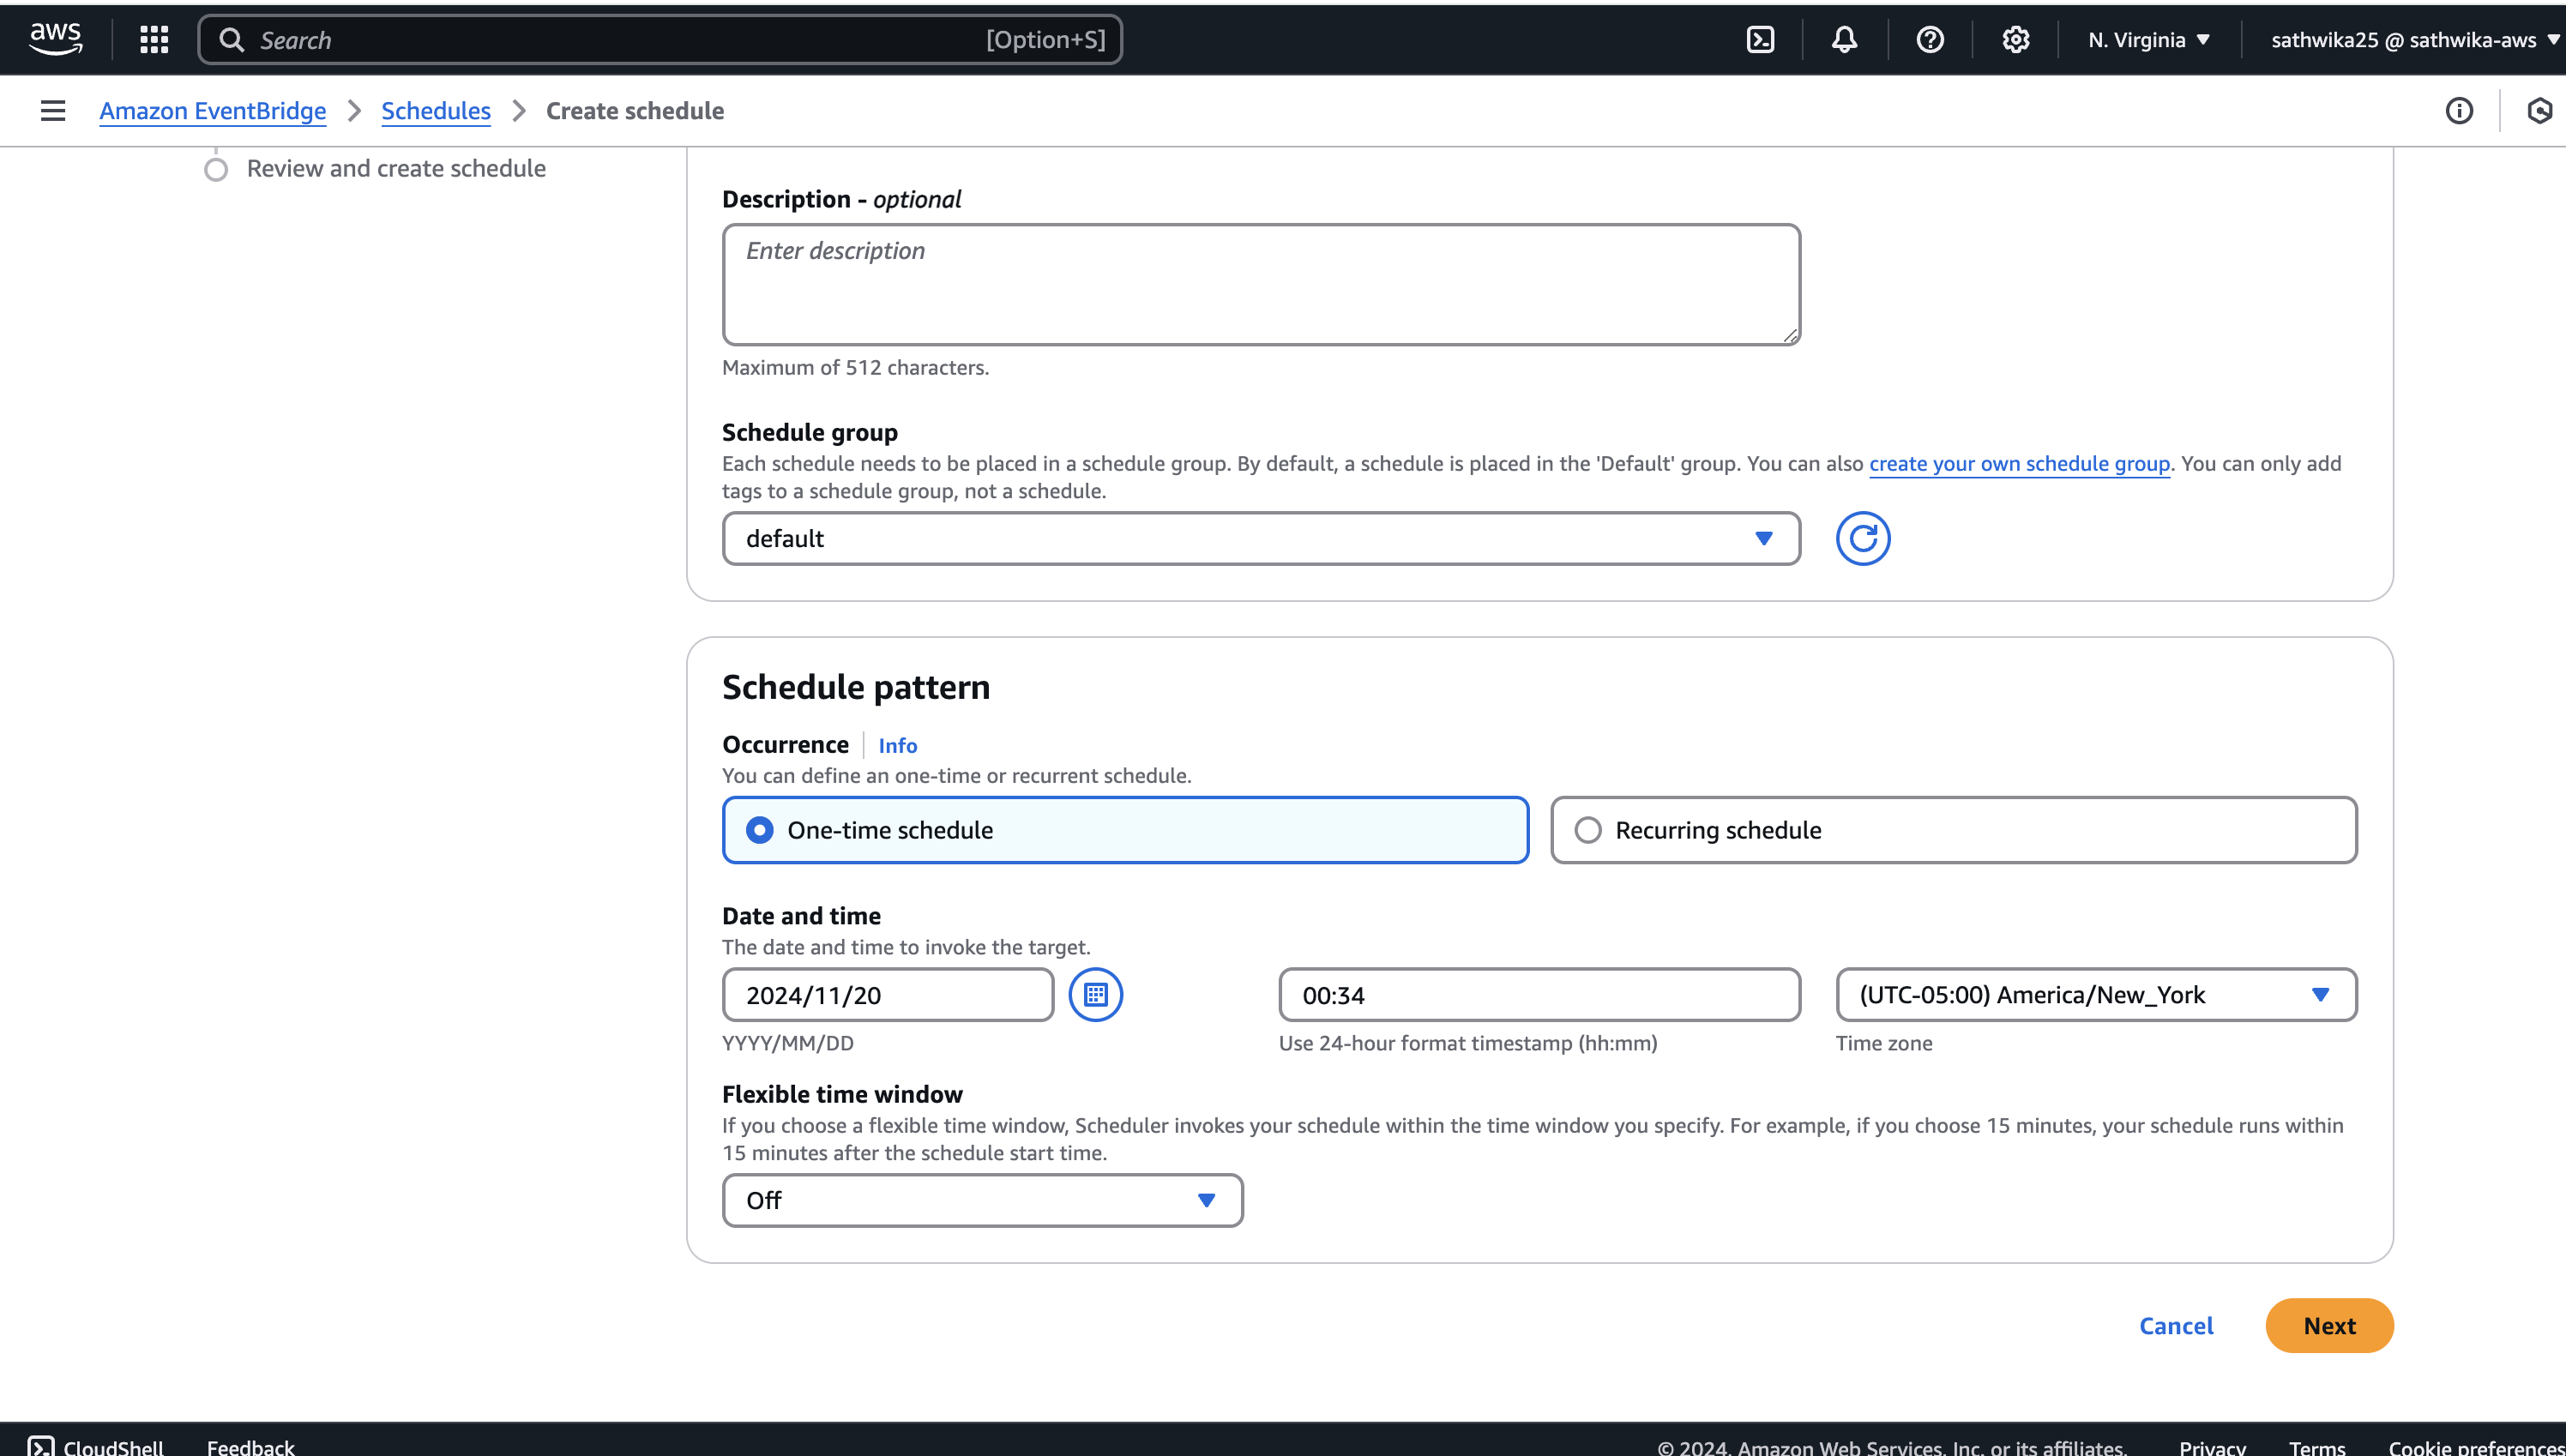 aws
Search
[Option+S]
N. Virginia
sathwika25 @ sathwika-aws
Amazon EventBridge
Schedules
Create schedule
Review and create schedule
Description - optional
Enter description
Maximum of 512 characters.
Schedule group
Each schedule needs to be placed in a schedule group. By default, a schedule is placed in the 'Default' group. You can also create your own schedule group. You can only add
tags to a schedule group, not a schedule.
default
Schedule pattern
Occurrence
Info
You can define an one-time or recurrent schedule.
One-time schedule
Recurring schedule
Date and time
The date and time to invoke the target.
2024/11/20
00:34
(UTC-05:00) America/New_York
YYYY/MM/DD
Use 24-hour format timestamp (hh:mm)
Time zone
Flexible time window
If you choose a flexible time window, Scheduler invokes your schedule within the time window you specify. For example, if you choose 15 minutes, your schedule runs within
15 minutes after the schedule start time.
Off
Cancel
Next
CloudShell
Feedback
© 2024, Amazon Web Services, Inc. or its affiliates.
Privacy
Terms
Cookie preferences